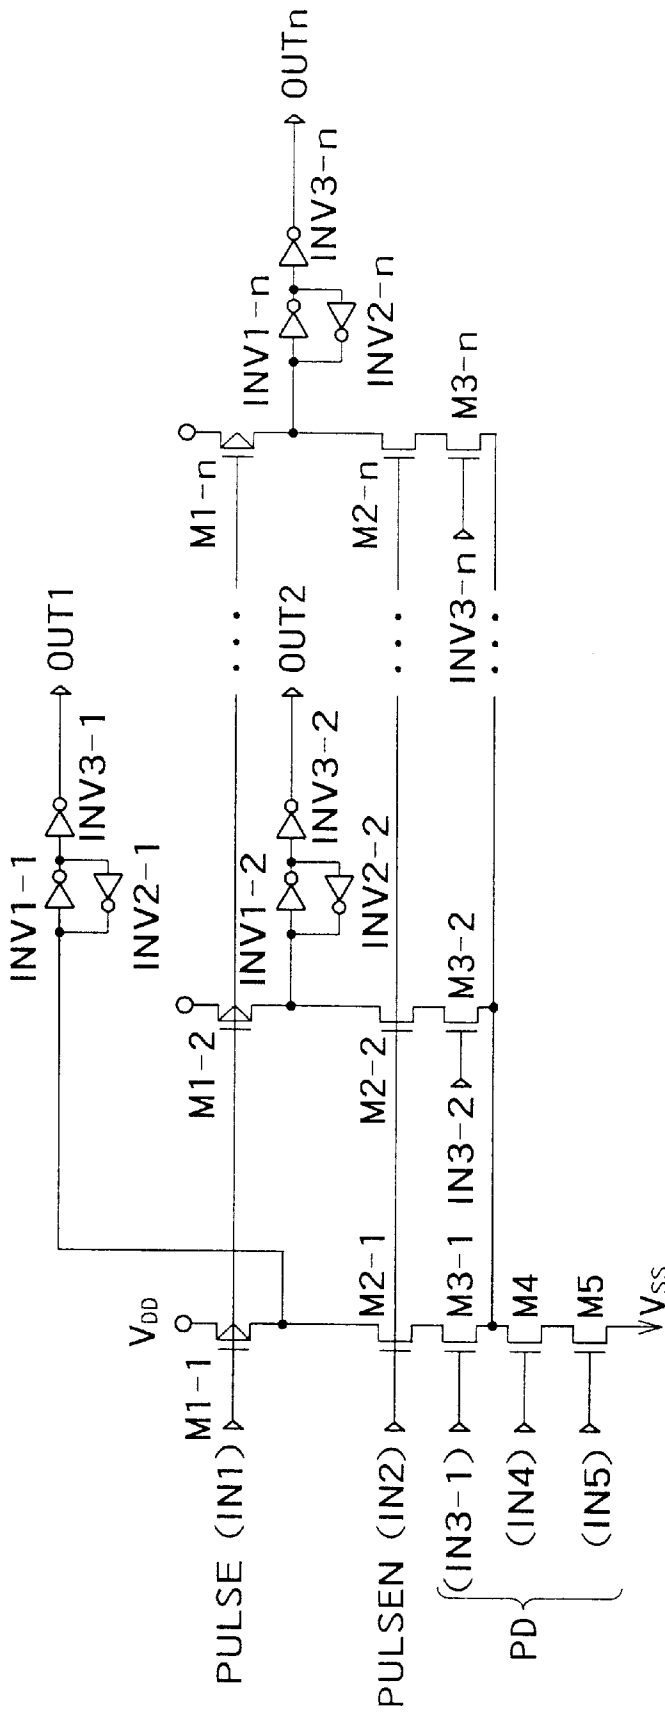 OUT1
INV1-1
INV3-1
INV2-1
VDD
M1-1
PULSE (IN1)
M1-2
INV1-2
INV3-2
OUT2
INV2-2
M1-n
INV1-n
INV3-n
OUTn
INV2-n
PULSEN (IN2)
M2-1
M2-2
M2-n
PD
(IN3-1)
M3-1
IN3-2
M3-2
INV3-n
M3-n
(IN4)
M4
(IN5)
M5
VSS